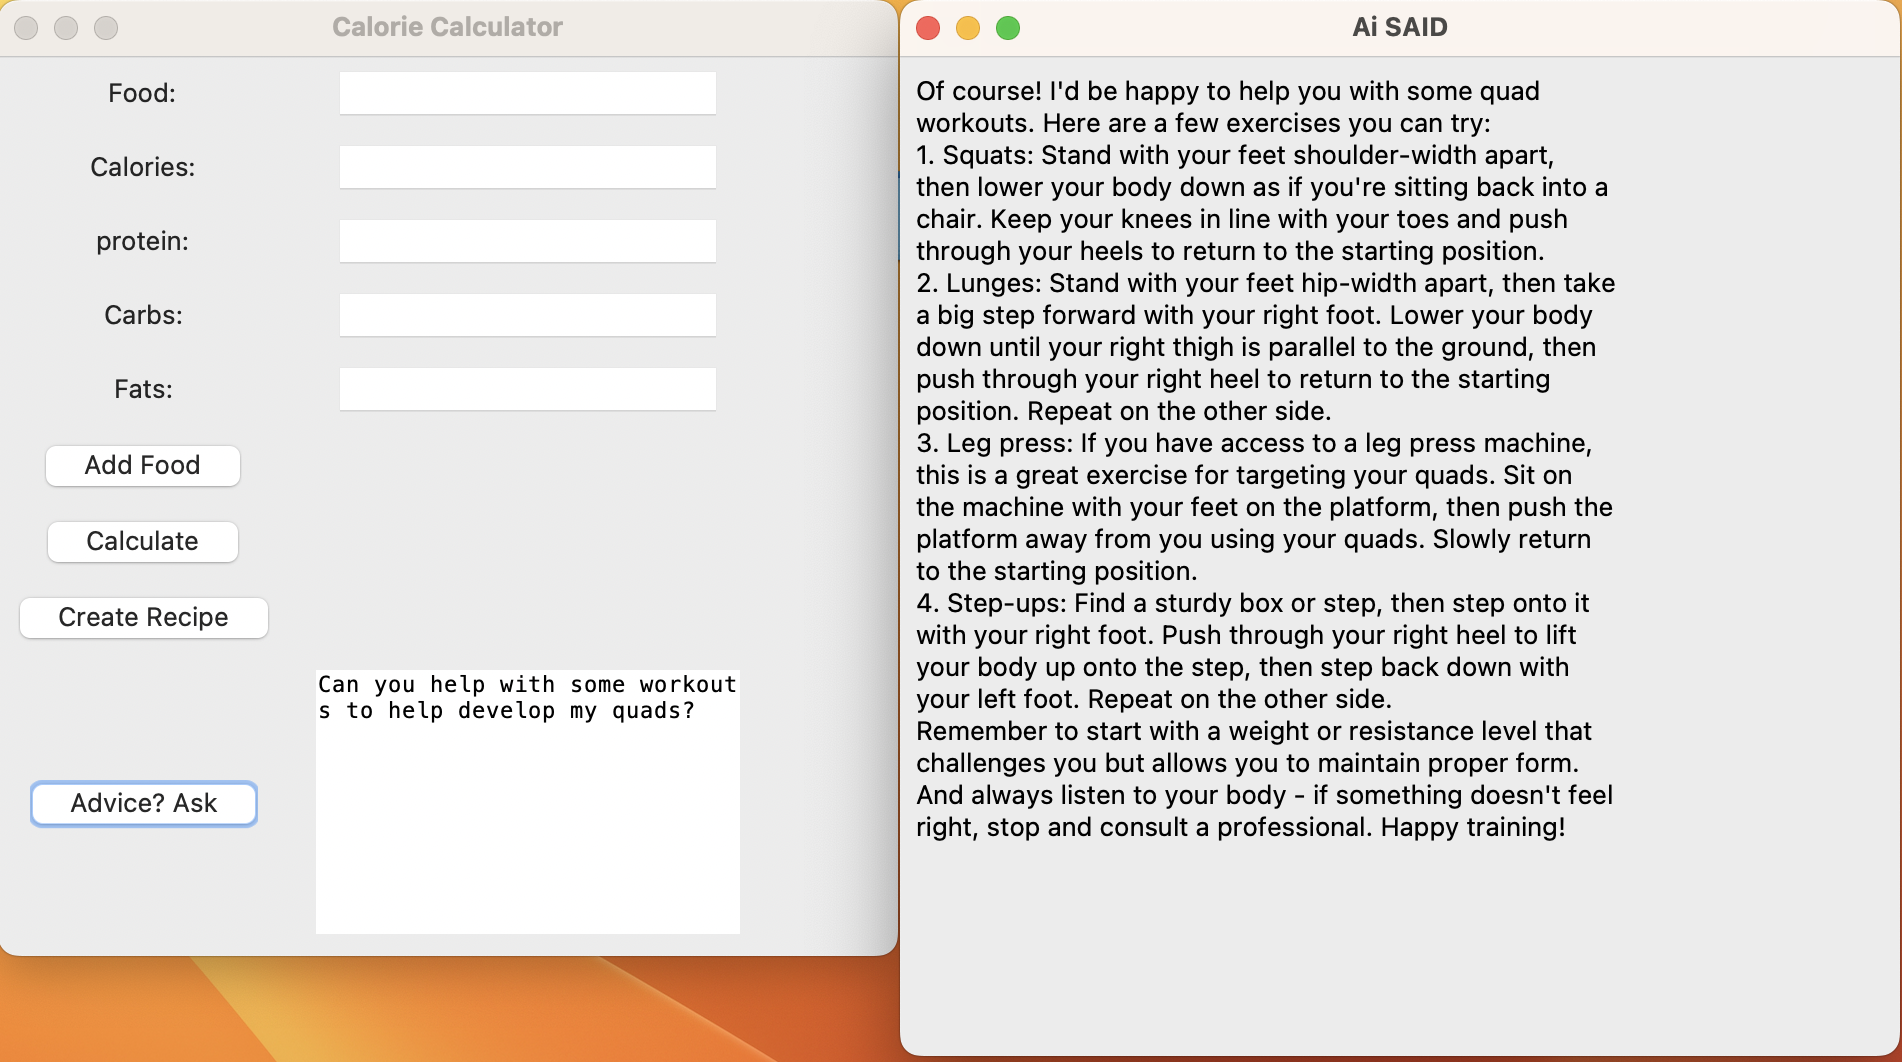 Calorie Calculator
Food:
Calories:
protein:
Carbs:
Fats:
Add Food
Calculate
Create Recipe
Can you help with some workout
s to help develop my quads?
Advice? Ask
Ai SAID
Of course! I'd be happy to help you with some quad
workouts. Here are a few exercises you can try:
1. Squats: Stand with your feet shoulder-width apart,
then lower your body down as if you're sitting back into a
chair. Keep your knees in line with your toes and push
through your heels to return to the starting position.
2. Lunges: Stand with your feet hip-width apart, then take
a big step forward with your right foot. Lower your body
down until your right thigh is parallel to the ground, then
push through your right heel to return to the starting
position. Repeat on the other side.
3. Leg press: If you have access to a leg press machine,
this is a great exercise for targeting your quads. Sit on
the machine with your feet on the platform, then push the
platform away from you using your quads. Slowly return
to the starting position.
4. Step-ups: Find a sturdy box or step, then step onto it
with your right foot. Push through your right heel to lift
your body up onto the step, then step back down with
your left foot. Repeat on the other side.
Remember to start with a weight or resistance level that
challenges you but allows you to maintain proper form.
And always listen to your body - if something doesn't feel
right, stop and consult a professional. Happy training!